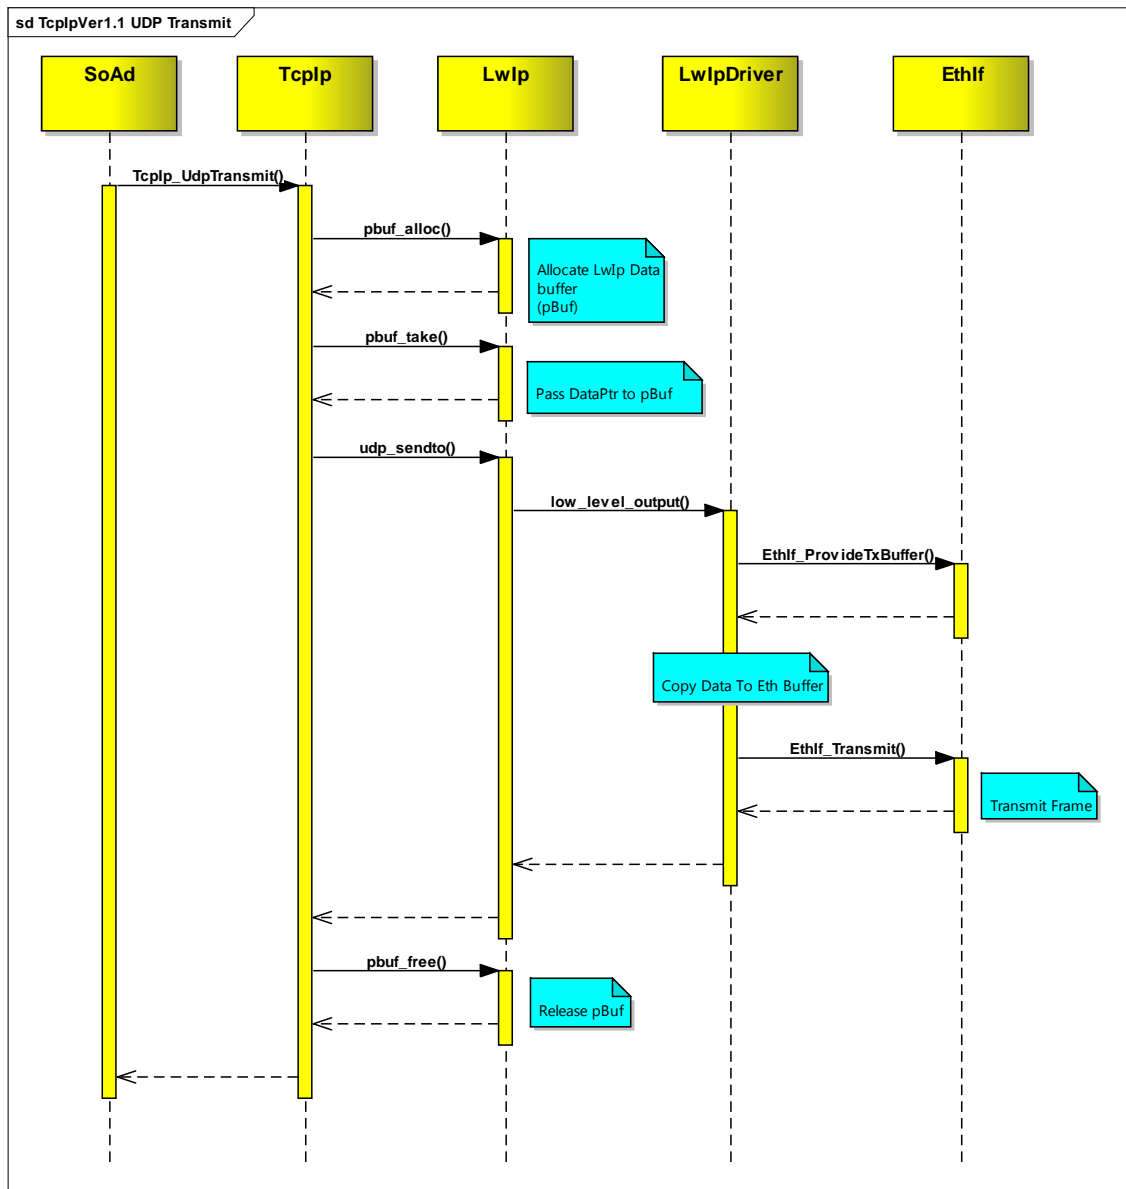 sd TcpIpVer1.1 UDP Transmit
SoAd
TcpIp
LwIp
LwIpDriver
EthIf
TcpIp_UdpTransmit()
pbuf_alloc()
Allocate LwIp Data
buffer
(pBuf)
pbuf_take()
Pass DataPtr to pBuf
udp_sendto()
low_level_output()
EthIf_ProvideTxBuffer()
Copy Data To Eth Buffer
EthIf_Transmit()
Transmit Frame
pbuf_free()
Release pBuf